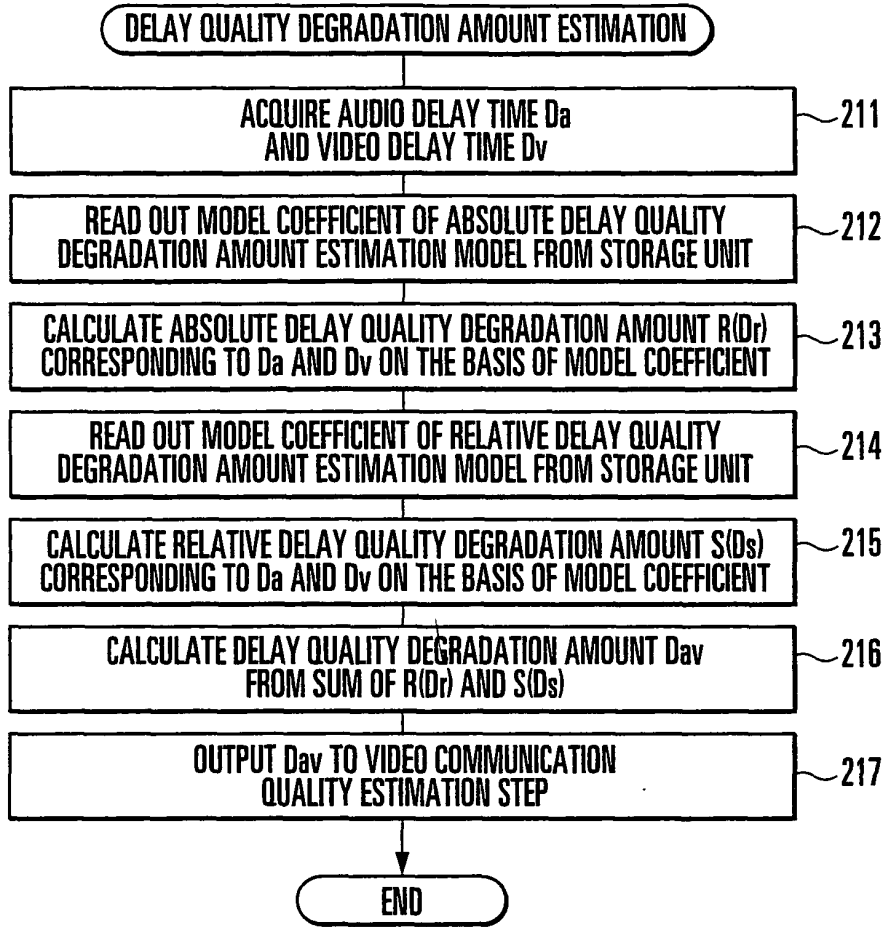 DELAY QUALITY DEGRADATION AMOUNT ESTIMATION
ACQUIRE AUDIO DELAY TIME Da
AND VIDEO DELAY TIME Dv
211
READ OUT MODEL COEFFICIENT OF ABSOLUTE DELAY QUALITY
DEGRADATION AMOUNT ESTIMATION MODEL FROM STORAGE UNIT
212
CALCULATE ABSOLUTE DELAY QUALITY DEGRADATION AMOUNT R(Dr)
CORRESPONDING TO Da AND Dv ON THE BASIS OF MODEL COEFFICIENT
213
READ OUT MODEL COEFFICIENT OF RELATIVE DELAY QUALITY
DEGRADATION AMOUNT ESTIMATION MODEL FROM STORAGE UNIT
214
CALCULATE RELATIVE DELAY QUALITY DEGRADATION AMOUNT S(Ds)
CORRESPONDING TO Da AND Dv ON THE BASIS OF MODEL COEFFICIENT
215
CALCULATE DELAY QUALITY DEGRADATION AMOUNT Dav
FROM SUM OF R(Dr) AND S(Ds)
216
OUTPUT Dav TO VIDEO COMMUNICATION
QUALITY ESTIMATION STEP
217
END